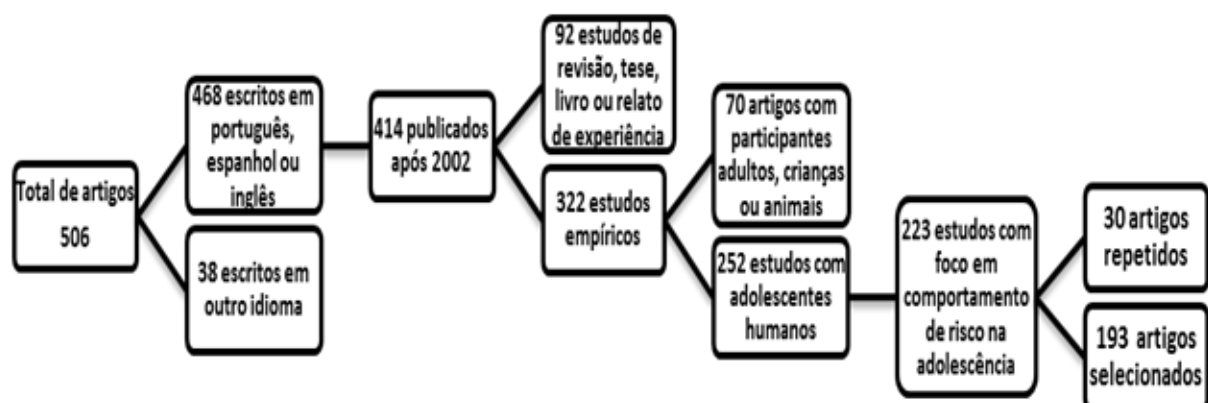 Total de artigos
506
468 escritos em
português,
espanhol ou
inglês
38 escritos em
outro idioma
414 publicados
após 2002
92 estudos de
revisão, tese,
livro ou relato
de experiência
322 estudos
empíricos
70 artigos com
participantes
adultos, crianças
ou animais
252 estudos com
adolescentes
humanos
223 estudos com
foco em
comportamento
de risco na
adolescência
30 artigos
repetidos
193 artigos
selecionados